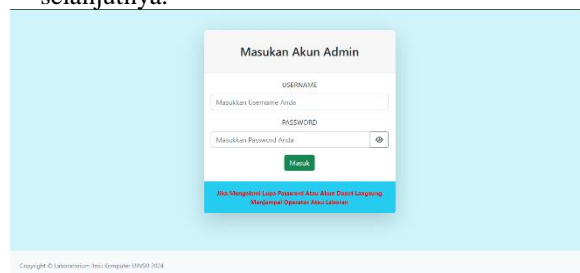 selanjutnya.
Masukan Akun Admin
USERNAME
Masukkan Username Anda
PASSWORD
Masukkan Password Anda
Masuk
Jika Mengalami Lupa Password Atau Akun Dapat Langsung
Menjumpai Operator Atau Laboran
Copyright © Laboratorium Ilmu Komputer UINSU 2024